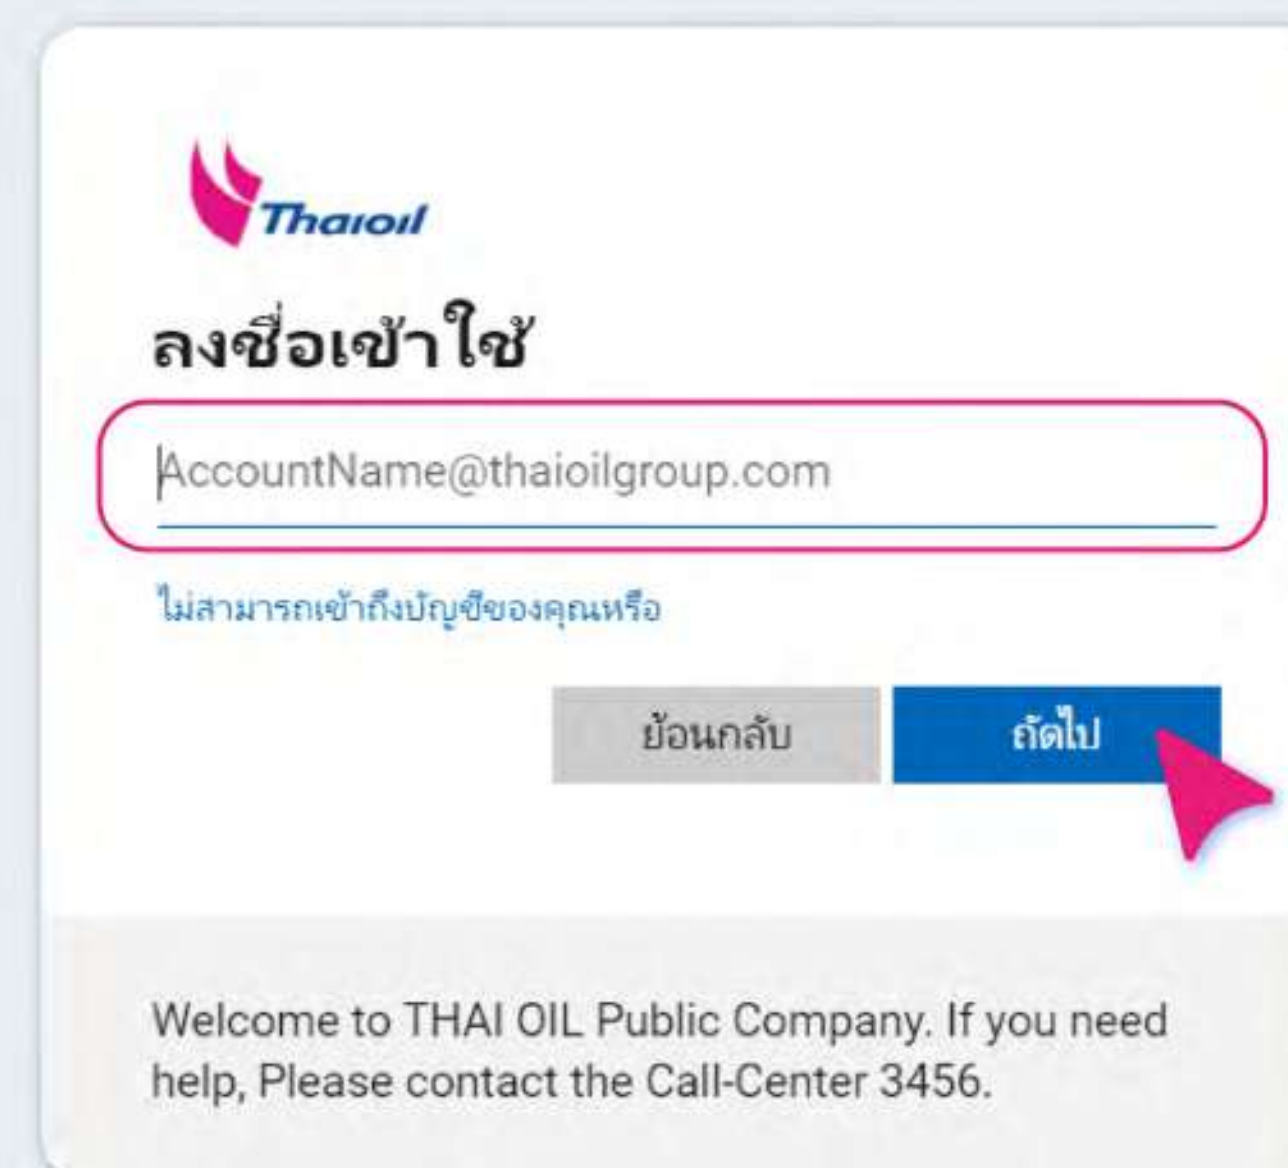 Thaioil
ลงชื่อเข้าใช้
AccountName@thaioilgroup.com
ไม่สามารถเข้าถึงบัญชีของคุณหรือ
ย้อนกลับ
ถัดไป
Welcome to THAI OIL Public Company. If you need
help, Please contact the Call-Center 3456.